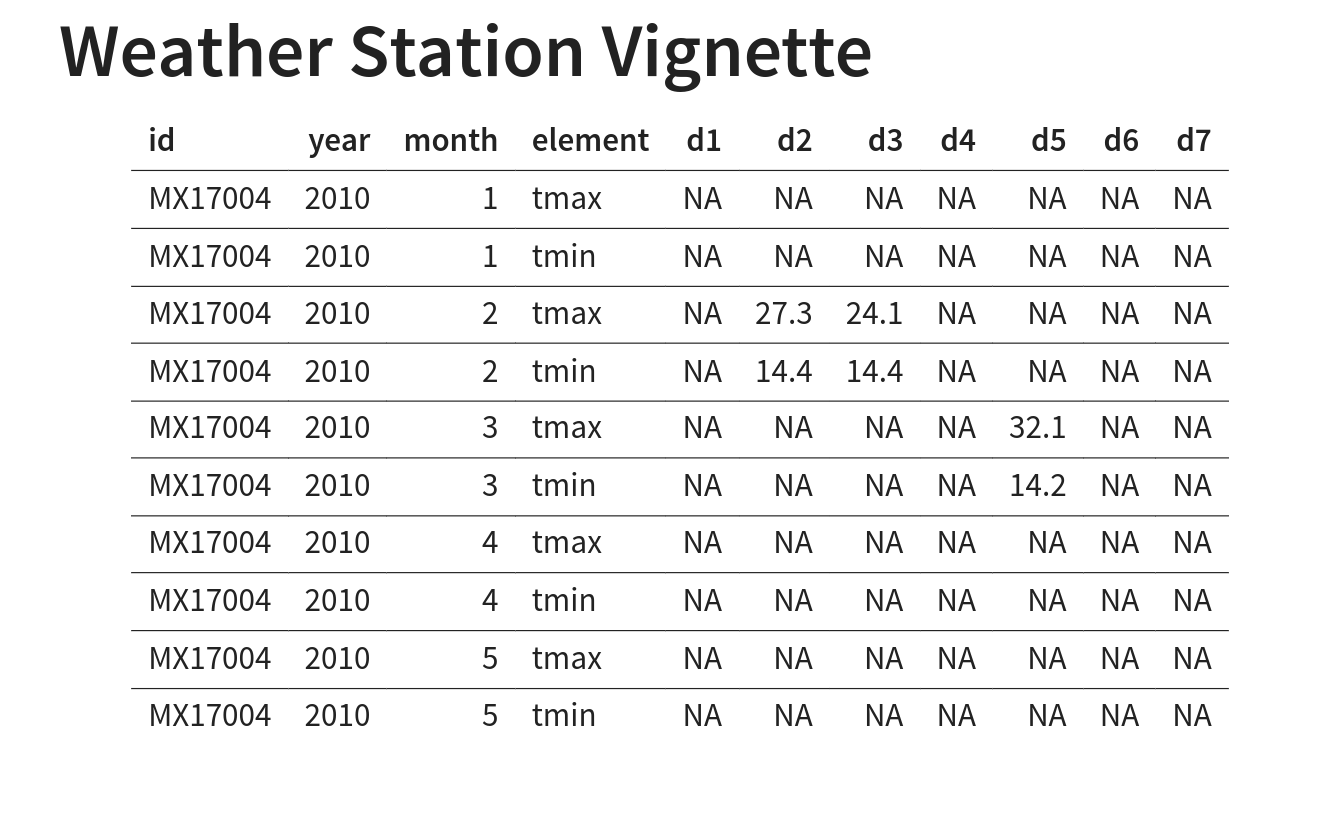 Weather Station Vignette
id year month element d1 d2 d3 d4 d5 d6 d7
MX17004 2010 1 tmax NA NA NA NA NA NA NA
MX17004 2010 1 tmin NA NA NA NA NA NA NA
MX17004 2010 2 tmax NA 27.3 24.1 NA NA NA NA
MX17004 2010 2 tmin NA 14.4 14.4 NA NA NA NA
MX17004 2010 3 tmax NA NA NA NA 32.1 NA NA
MX17004 2010 3 tmin NA NA NA NA 14.2 NA NA
MX17004 2010 4 tmax NA NA NA NA NA NA NA
MX17004 2010 4 tmin NA NA NA NA NA NA NA
MX17004 2010 5 tmax NA NA NA NA NA NA NA
MX17004 2010 5 tmin NA NA NA NA NA NA NA